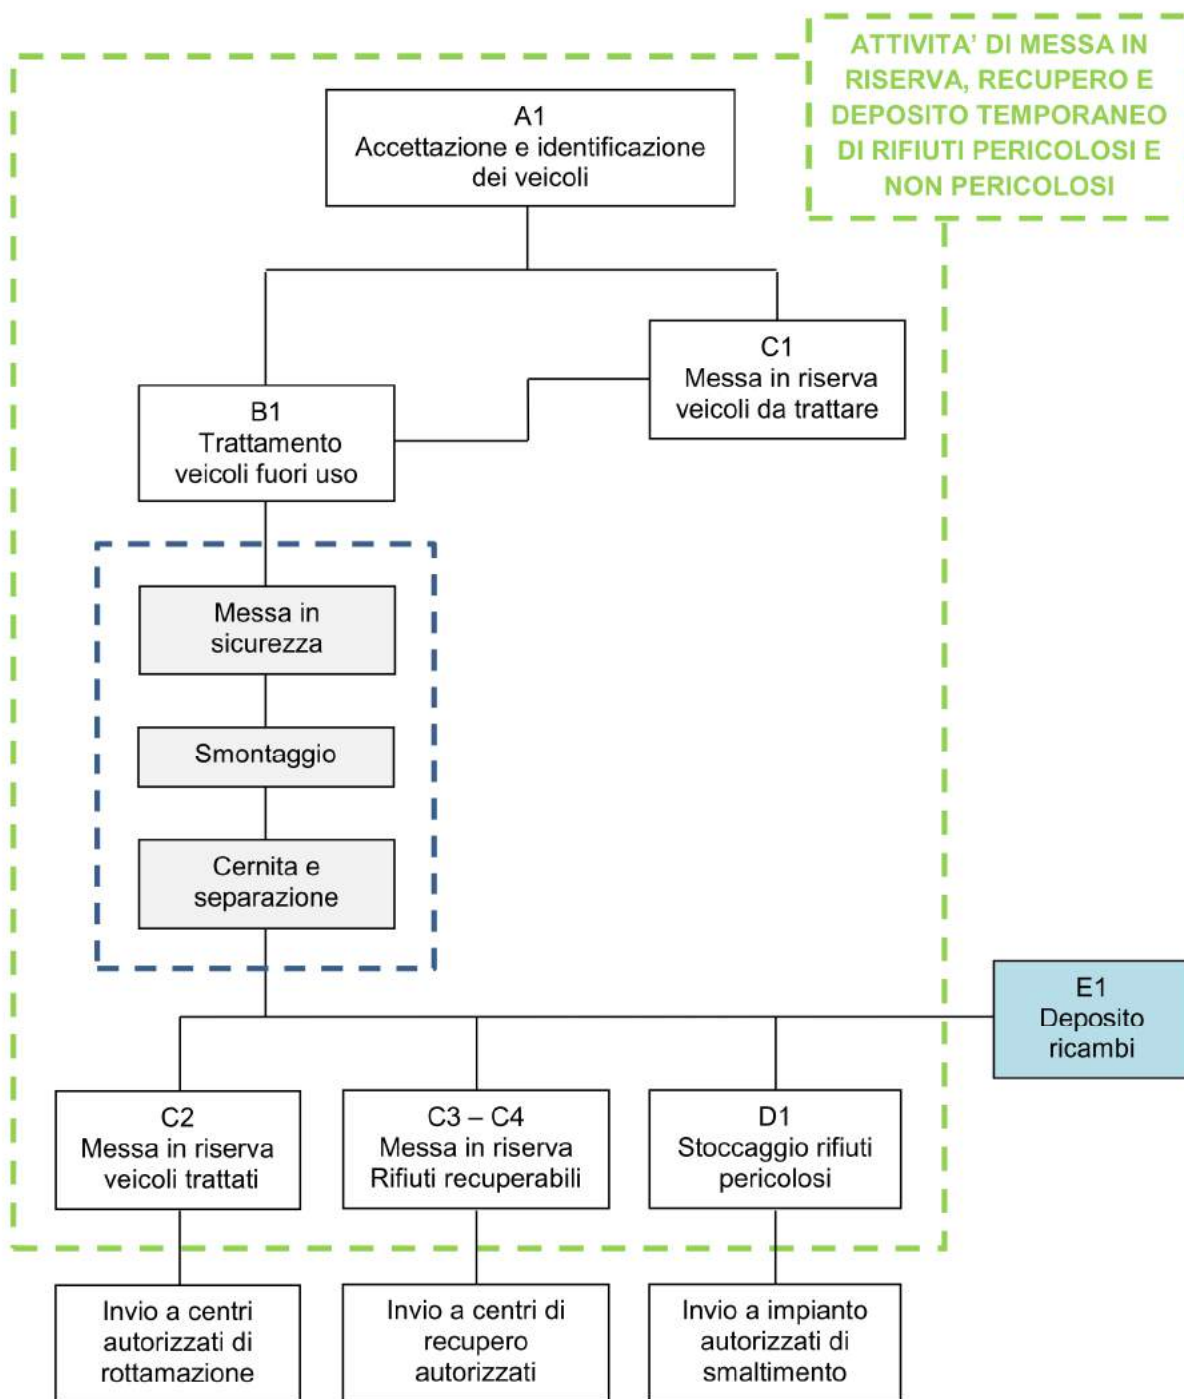 ATTIVITA’ DI MESSA IN
RISERVA, RECUPERO E
DEPOSITO TEMPORANEO
DI RIFIUTI PERICOLOSI E
NON PERICOLOSI
A1
Accettazione e identificazione
dei veicoli
C1
Messa in riserva
veicoli da trattare
B1
Trattamento
veicoli fuori uso
Messa in
sicurezza
Smontaggio
Cernita e
separazione
E1
Deposito
ricambi
C2
Messa in riserva
veicoli trattati
C3 – C4
Messa in riserva
Rifiuti recuperabili
D1
Stoccaggio rifiuti
pericolosi
Invio a centri
autorizzati di
rottamazione
Invio a centri di
recupero
autorizzati
Invio a impianto
autorizzati di
smaltimento